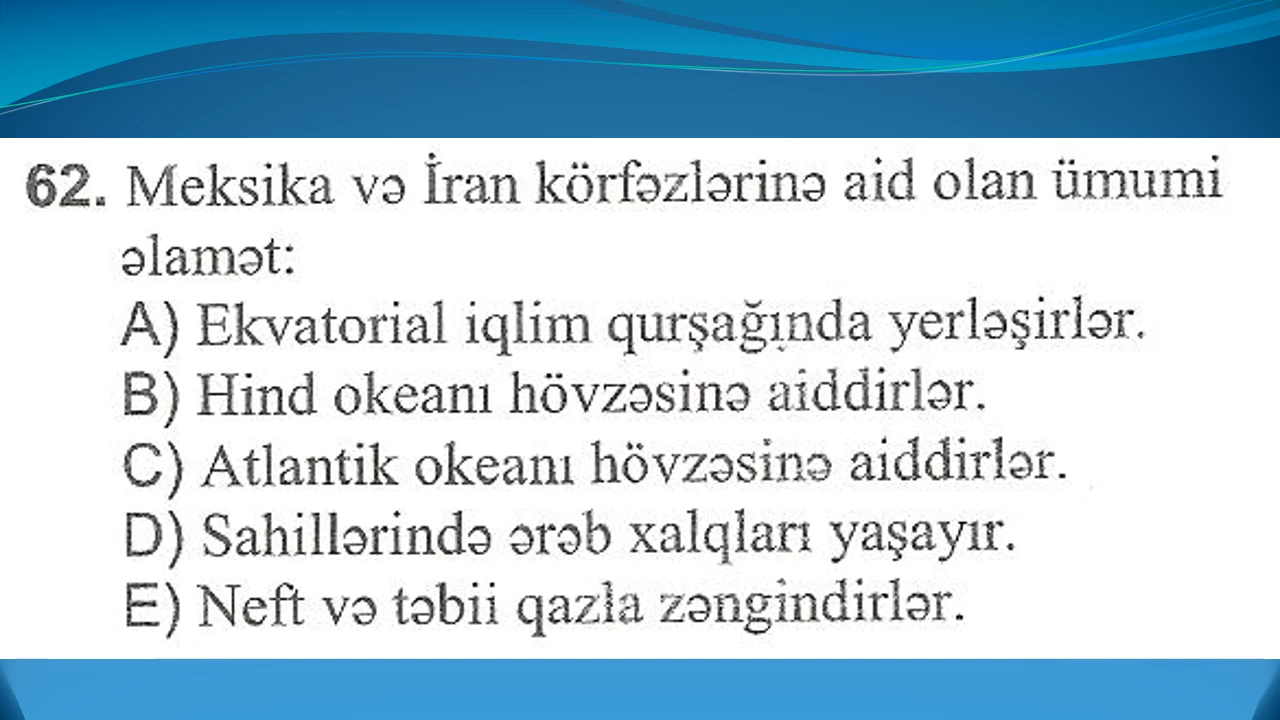 62. Meksika və İran körfəzlərinə aid olan ümumi
əlamət:
A) Ekvatorial iqlim qurşağında yerləşirlər.
B) Hind okeanı hövzəsinə aiddirlər.
C) Atlantik okeanı hövzəsinə aiddirlər.
D) Sahillərində ərəb xalqları yaşayır.
E) Neft və təbii qazla zəngindirlər.